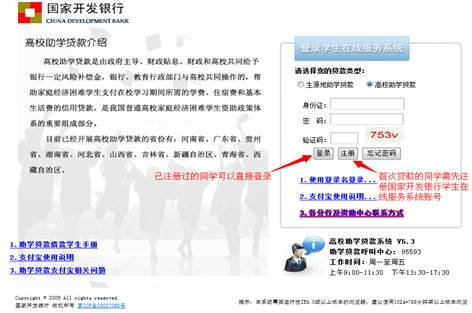 国家开发银行
CHINA DEVELOPMENT BANK
高校助学贷款介绍
高校助学贷款是由政府主导、财政贴息、财政和高校共同给予
银行一定风险补偿金，银行、教育行政部门与高校共同操作的，帮
助高校家庭经济困难学生支付在校学习期间所需的学费、住宿费和基本
生活费的信用贷款，是我国普通高校家庭经济困难学生资助政策体
系的重要组成部分。
目前已经开展高校助学贷款的省份有：河南省、广东省、贵州
省、湖南省、河北省、山西省、吉林省、新疆自治区、青海省、西
藏自治区。
登录学生在线服务系统
请选择您的贷款类型：
生源地助学贷款 高校助学贷款
身份证：
密 码：
验证码： 753v
登录 注册 忘记密码
已注册过的同学可以直接登录
首次贷款的同学需先注
册国家开发银行学生在
线服务系统账号
1. 使用登录名登录...
2. 支付宝使用说明...
3. 各分行及资助中心联系方式
1. 助学贷款借款学生手册
2. 支付宝使用说明
3. 助学贷款支付宝相关问题
高校助学贷款系统 V5.3
助学贷款呼叫中心：95593
工作时间：周一至周五
上午9:00-11:30 下午13:30-17:30
Copyright © 2009 All rights reserved.
国家开发银行 版权所有
提示：本系统需要运行在IE6.0或以上版本的浏览器，建议使用1024*768分辨率以上版本浏览